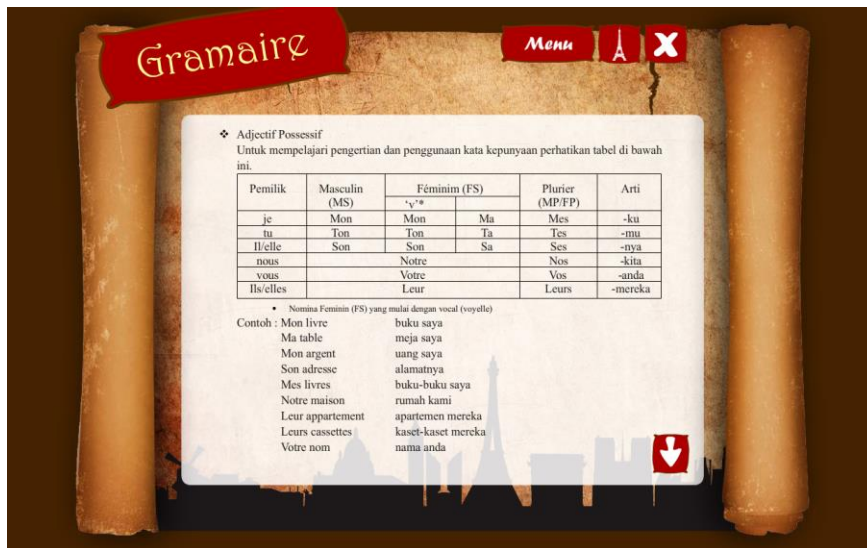 Gramaire
Menu
X
❖ Adjectif Possessif
Untuk mempelajari pengertian dan penggunaan kata kepunyaan perhatikan tabel di bawah
ini.
Pemilik Masculin (MS) Féminim (FS) Plurier (MP/FP) Arti
'v'*
je Mon Mon Ma Mes -ku
tu Ton Ton Ta Tes -mu
Il/elle Son Son Sa Ses -nya
nous Notre Nos -kita
vous Votre Vos -anda
Ils/elles Leur Leurs -mereka
▪ Nomina Feminin (FS) yang mulai dengan vocal (voyelle)
Contoh : Mon livre buku saya
Ma table meja saya
Mon argent uang saya
Son adresse alamatnya
Mes livres buku-buku saya
Notre maison rumah kami
Leur appartement apartemen mereka
Leurs cassettes kaset-kaset mereka
Votre nom nama anda